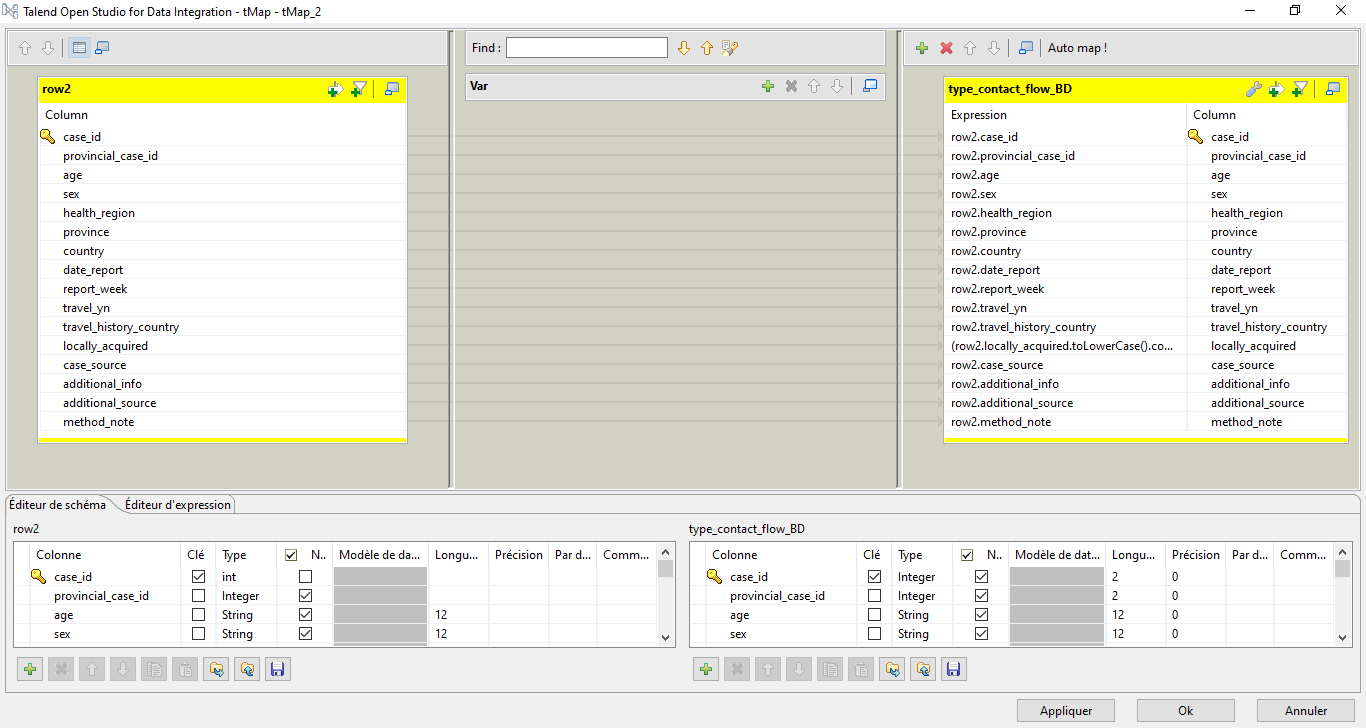 Talend Open Studio for Data Integration - tMap - tMap_2
Find :
Auto map !
row2
Column
case_id
provincial_case_id
age
sex
health_region
province
country
date_report
report_week
travel_yn
travel_history_country
locally_acquired
case_source
additional_info
additional_source
method_note
Var
type_contact_flow_BD
Expression Column
row2.case_id case_id
row2.provincial_case_id provincial_case_id
row2.age age
row2.sex sex
row2.health_region health_region
row2.province province
row2.country country
row2.date_report date_report
row2.report_week report_week
row2.travel_yn travel_yn
row2.travel_history_country travel_history_country
(row2.locally_acquired.toLowerCase().co... locally_acquired
row2.case_source case_source
row2.additional_info additional_info
row2.additional_source additional_source
row2.method_note method_note
Éditeur de schéma Éditeur d'expression
row2
Colonne Clé Type N.. Modèle de da... Longu... Précision Par d... Comm...
case_id int
provincial_case_id Integer
age String 12
sex String 12
type_contact_flow_BD
Colonne Clé Type N.. Modèle de dat... Longu... Précision Par d... Comm...
case_id Integer 2 0
provincial_case_id Integer 2 0
age String 12 0
sex String 12 0
Appliquer Ok Annuler